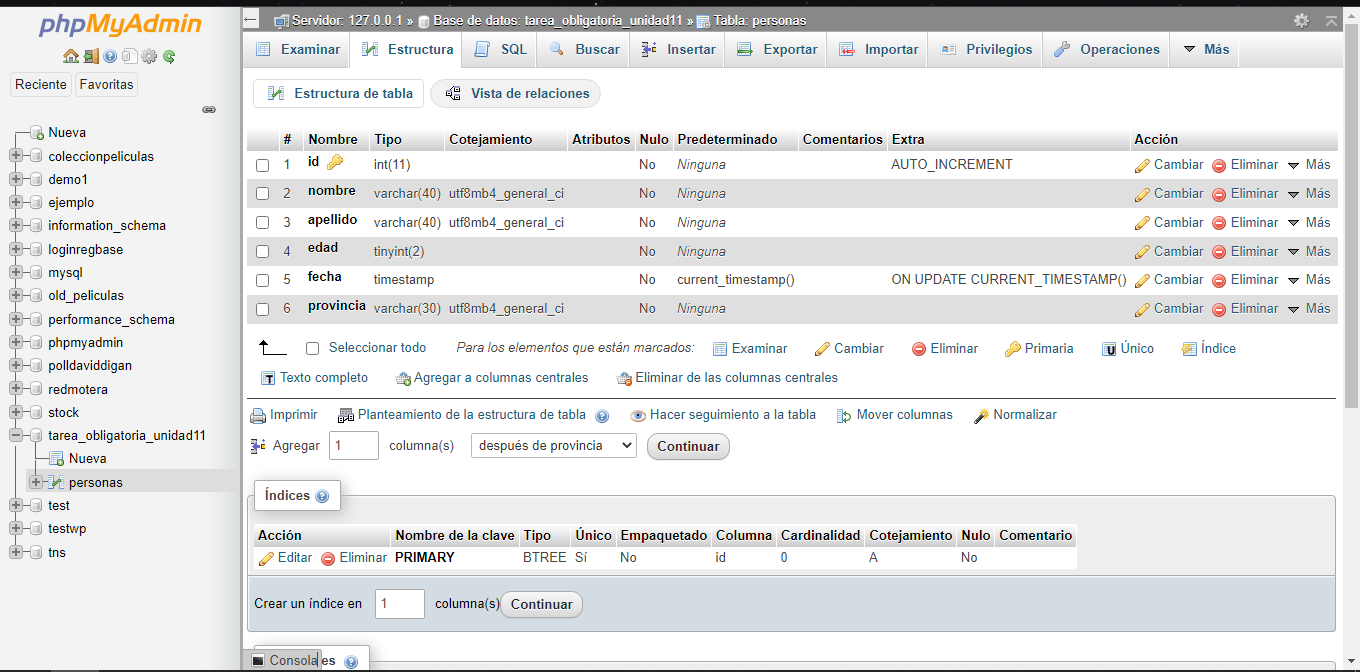 phpMyAdmin
Reciente Favoritas
Nueva
coleccionpeliculas
demo1
ejemplo
information_schema
loginregbase
mysql
old_peliculas
performance_schema
phpmyadmin
polldaviddigan
redmotera
stock
tarea_obligatoria_unidad11
Nueva
personas
test
testwp
tns
Servidor: 127.0.0.1 » Base de datos: tarea_obligatoria_unidad11 » Tabla: personas
Examinar Estructura SQL Buscar Insertar Exportar Importar Privilegios Operaciones Más
Estructura de tabla Vista de relaciones
# Nombre Tipo Cotejamiento Atributos Nulo Predeterminado Comentarios Extra Acción
1 id int(11) No Ninguna AUTO_INCREMENT Cambiar Eliminar Más
2 nombre varchar(40) utf8mb4_general_ci No Ninguna Cambiar Eliminar Más
3 apellido varchar(40) utf8mb4_general_ci No Ninguna Cambiar Eliminar Más
4 edad tinyint(2) No Ninguna Cambiar Eliminar Más
5 fecha timestamp No current_timestamp() ON UPDATE CURRENT_TIMESTAMP() Cambiar Eliminar Más
6 provincia varchar(30) utf8mb4_general_ci No Ninguna Cambiar Eliminar Más
Seleccionar todo Para los elementos que están marcados: Examinar Cambiar Eliminar Primaria Único Índice
Texto completo Agregar a columnas centrales Eliminar de las columnas centrales
Imprimir Planteamiento de la estructura de tabla Hacer seguimiento a la tabla Mover columnas Normalizar
Agregar 1 columna(s) después de provincia Continuar
Índices
Acción Nombre de la clave Tipo Único Empaquetado Columna Cardinalidad Cotejamiento Nulo Comentario
Editar Eliminar PRIMARY BTREE Sí No id 0 A No
Crear un índice en 1 columna(s) Continuar
Consola es